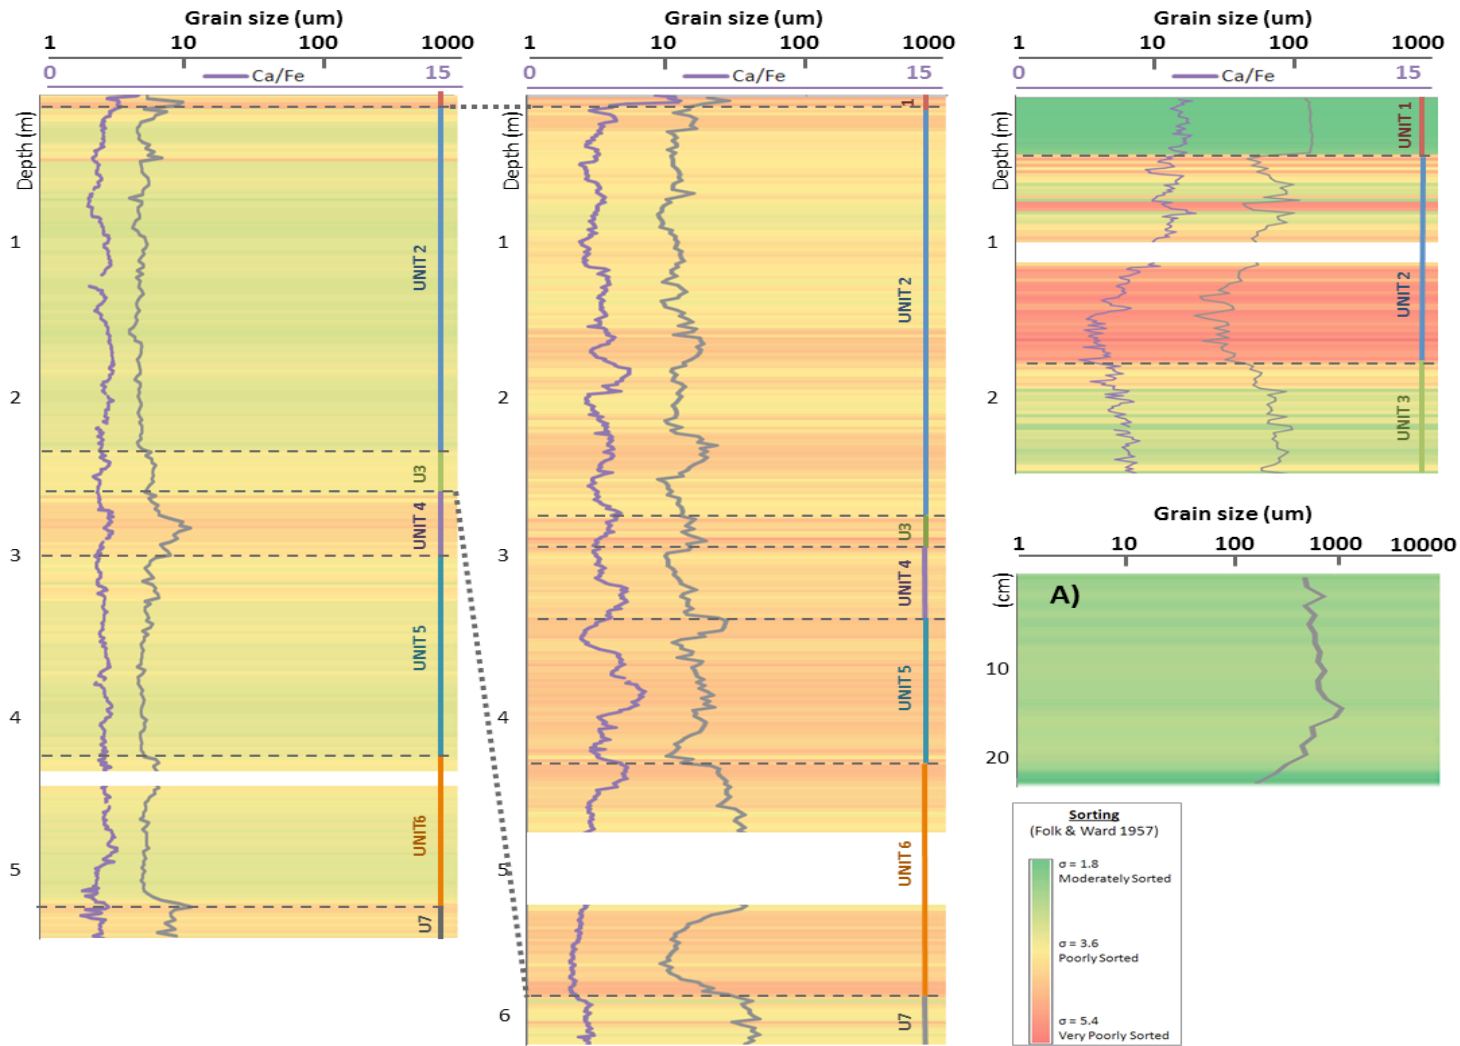 Grain size (um)
1 10 100 1000
0 Ca/Fe 15
Depth (m)
1
2
3
4
5
UNIT 2
U3
UNIT 4
UNIT 5
UNIT6
U7
Grain size (um)
1 10 100 1000
0 Ca/Fe 15
Depth (m)
1
2
3
4
5
6
1
UNIT 2
U3
UNIT 4
UNIT 5
UNIT 6
U7
Grain size (um)
1 10 100 1000
0 Ca/Fe 15
Depth (m)
1
2
UNIT 1
UNIT 2
UNIT 3
Grain size (um)
1 10 100 1000 10000
(cm)
A)
10
20
Sorting
(Folk & Ward 1957)
σ = 1.8
Moderately Sorted
σ = 3.6
Poorly Sorted
σ = 5.4
Very Poorly Sorted